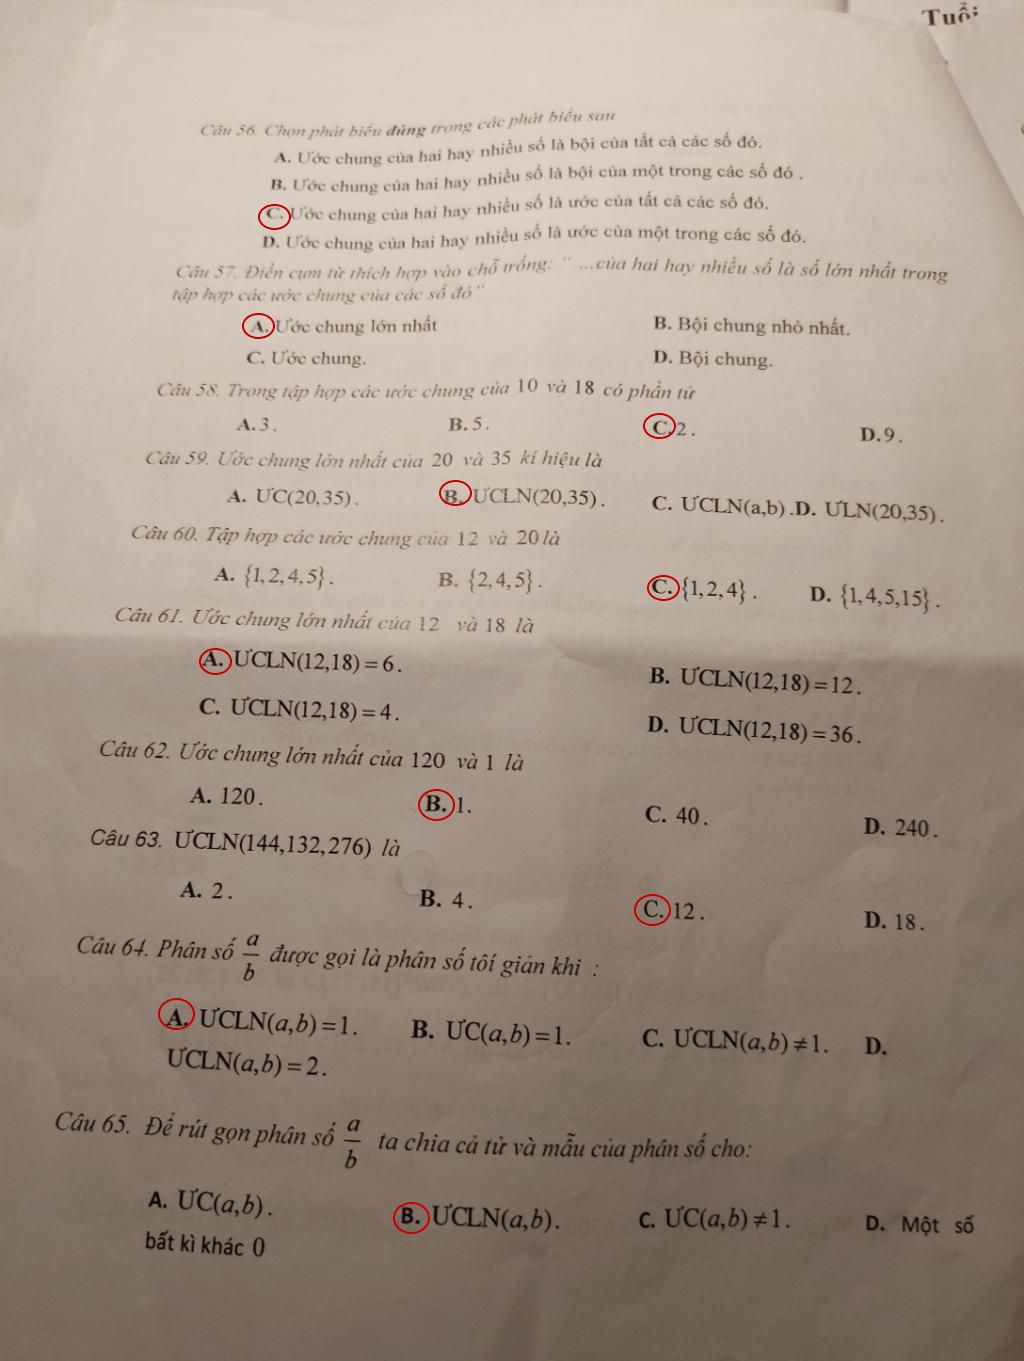 Tuổi
Câu 56. Chọn phát biểu đúng trong các phát biểu sau
A. Ước chung của hai hay nhiều số là bội của tất cả các số đó.
B. Ước chung của hai hay nhiều số là bội của một trong các số đó .
C. Ước chung của hai hay nhiều số là ước của tất cả các số đó.
D. Ước chung của hai hay nhiều số là ước của một trong các số đó.
Câu 57. Điền cụm từ thích hợp vào chỗ trống: " ...của hai hay nhiều số là số lớn nhất trong
tập hợp các ước chung của các số đó "
A. Ước chung lớn nhất B. Bội chung nhỏ nhất.
C. Ước chung. D. Bội chung.
Câu 58. Trong tập hợp các ước chung của 10 và 18 có phần tử
A. 3 . B. 5 . C. 2 . D. 9 .
Câu 59. Ước chung lớn nhất của 20 và 35 kí hiệu là
A. ƯC(20,35) . B. ƯCLN(20,35) . C. ƯCLN(a,b) . D. ƯLN(20,35) .
Câu 60. Tập hợp các ước chung của 12 và 20 là
A. {1,2,4,5} . B. {2,4,5} . C. {1,2,4} . D. {1,4,5,15} .
Câu 61. Ước chung lớn nhất của 12 và 18 là
A. ƯCLN(12,18) = 6 . B. ƯCLN(12,18) = 12 .
C. ƯCLN(12,18) = 4 . D. ƯCLN(12,18) = 36 .
Câu 62. Ước chung lớn nhất của 120 và 1 là
A. 120 . B. 1. C. 40 . D. 240 .
Câu 63. ƯCLN(144,132,276) là
A. 2 . B. 4 . C. 12 . D. 18 .
Câu 64. Phân số a/b được gọi là phân số tối giản khi :
A. ƯCLN(a,b) = 1. B. ƯC(a,b) = 1. C. ƯCLN(a,b) ≠ 1. D.
ƯCLN(a,b) = 2 .
Câu 65. Để rút gọn phân số a/b ta chia cả tử và mẫu của phân số cho:
A. ƯC(a,b) . B. ƯCLN(a,b). C. ƯC(a,b) ≠ 1 . D. Một số
bất kì khác 0